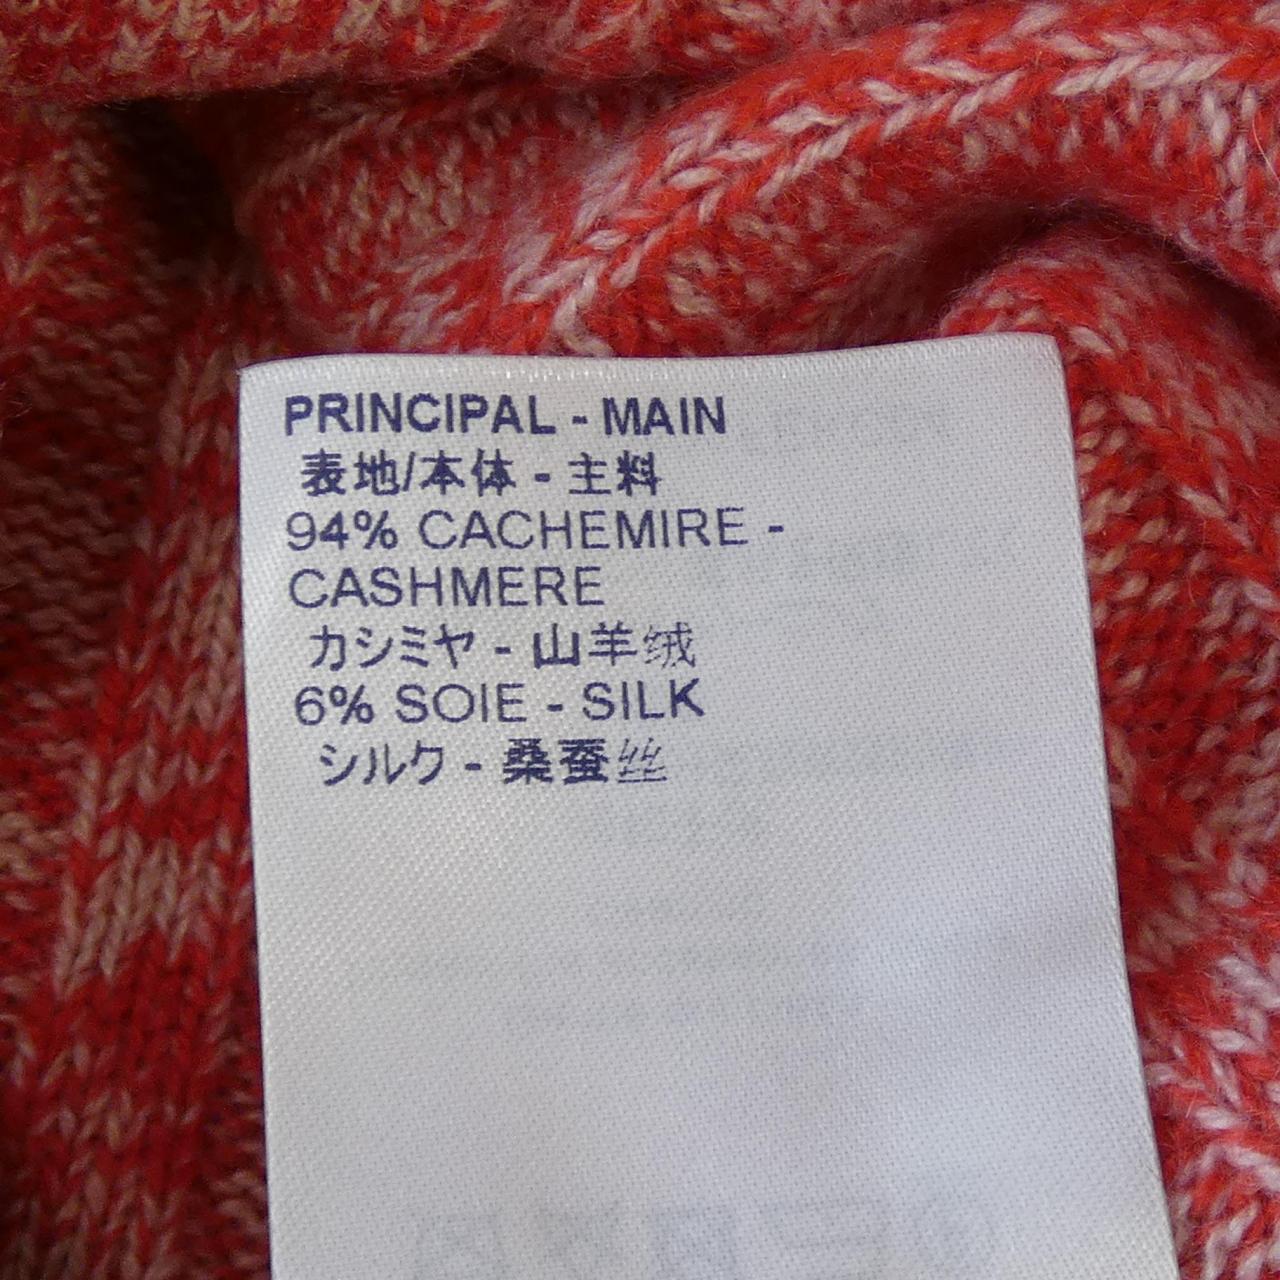 PRINCIPAL - MAIN
表地/本体 - 主料
94% CACHEMIRE -
CASHMERE
カシミヤ - 山羊绒
6% SOIE - SILK
シルク - 桑蚕丝